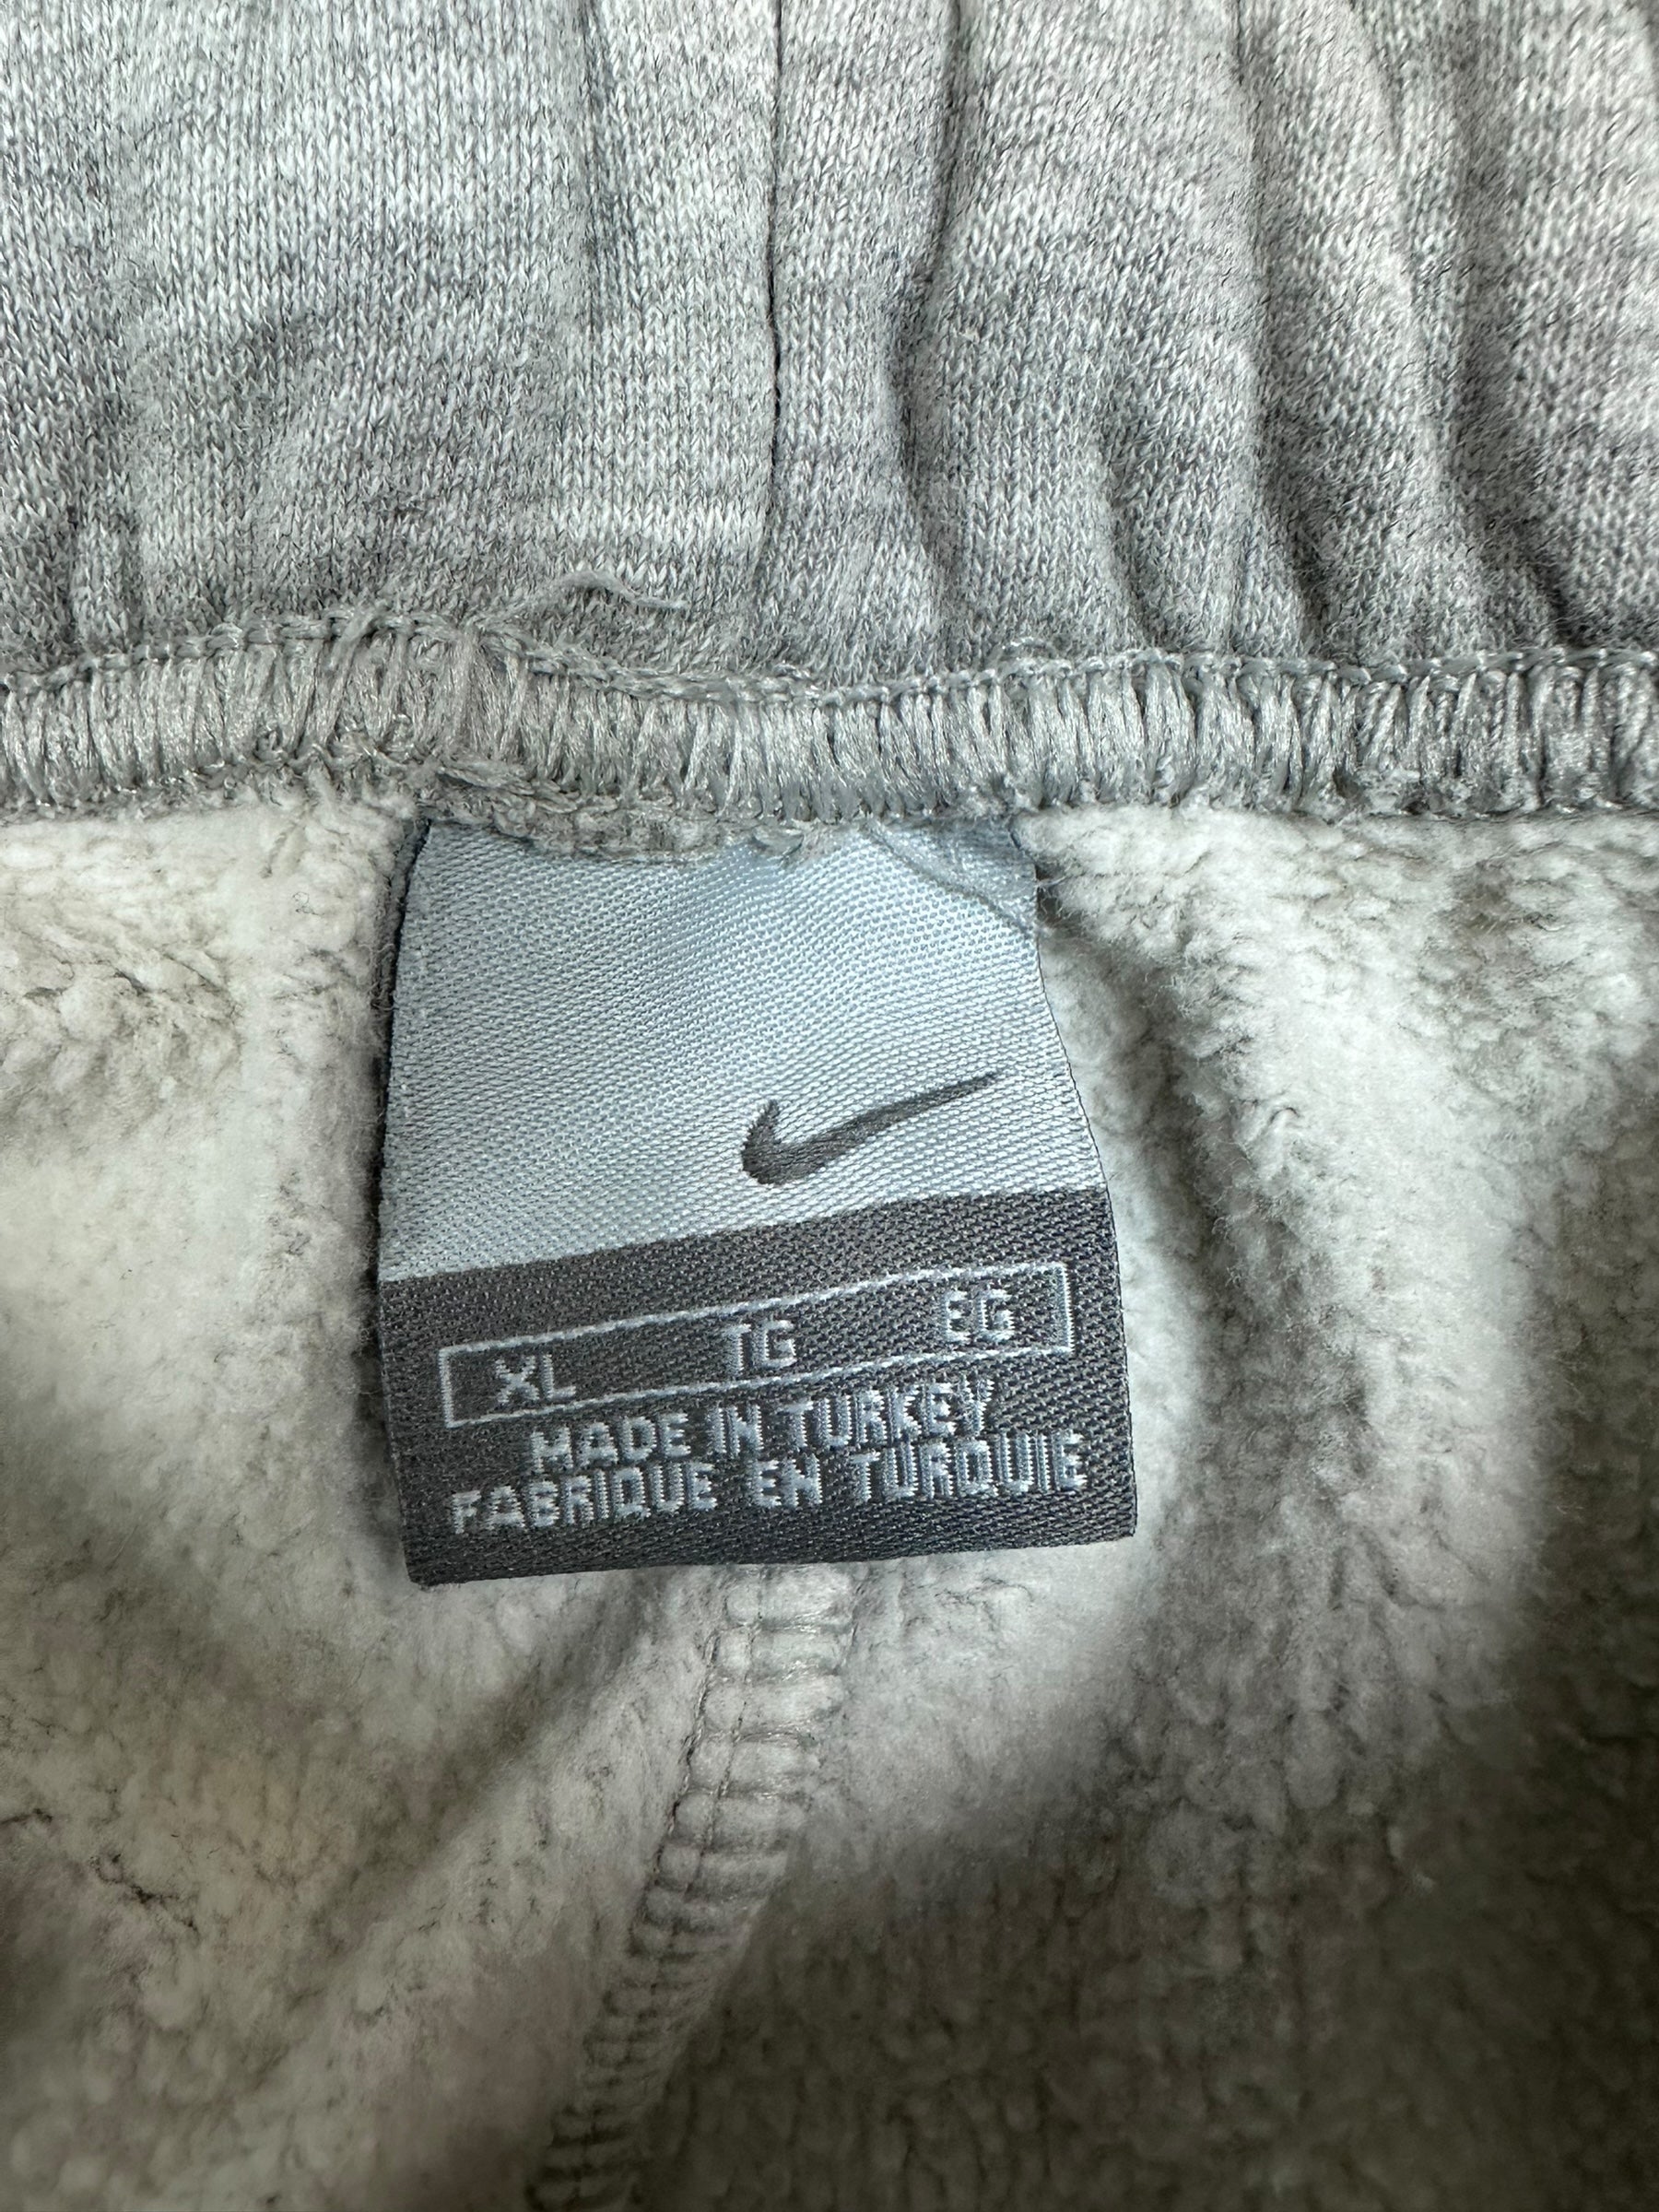 XL TG EG
MADE IN TURKEY
FABRIQUE EN TURQUIE